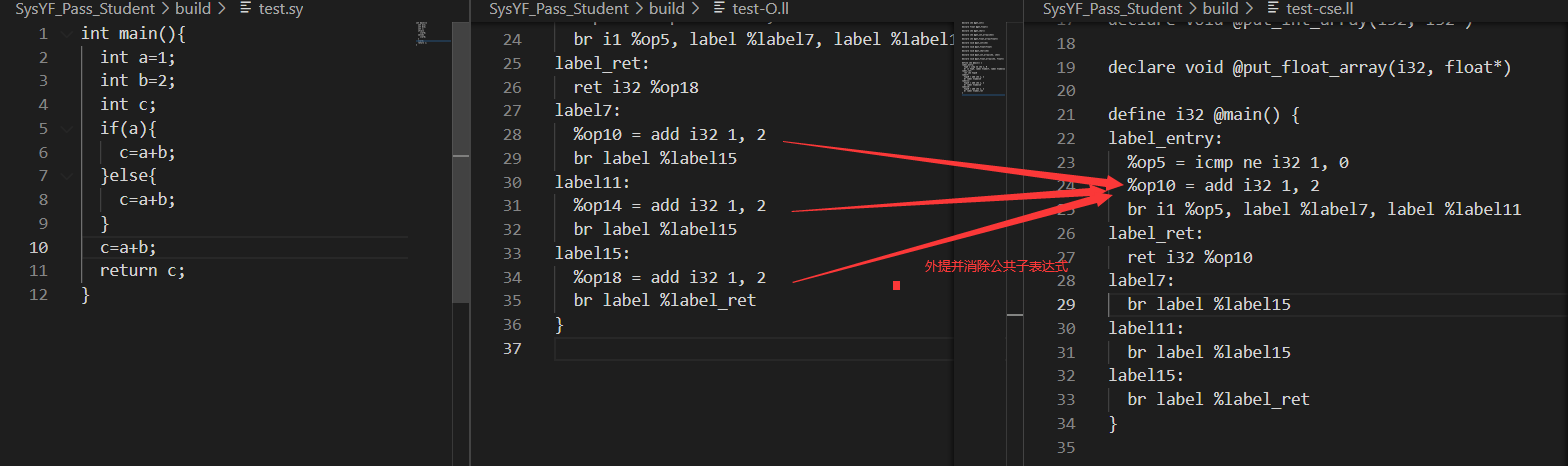 SysYF_Pass_Student > build > test.sy
1 int main(){
2 int a=1;
3 int b=2;
4 int c;
5 if(a){
6 c=a+b;
7 }else{
8 c=a+b;
9 }
10 c=a+b;
11 return c;
12 }
SysYF_Pass_Student > build > test-O.ll
24 br i1 %op5, label %label7, label %label1
25 label_ret:
26 ret i32 %op18
27 label7:
28 %op10 = add i32 1, 2
29 br label %label15
30 label11:
31 %op14 = add i32 1, 2
32 br label %label15
33 label15:
34 %op18 = add i32 1, 2
35 br label %label_ret
36 }
37
SysYF_Pass_Student > build > test-cse.ll
17 declare void @put_int_array(i32, i32*)
18
19 declare void @put_float_array(i32, float*)
20
21 define i32 @main() {
22 label_entry:
23 %op5 = icmp ne i32 1, 0
24 %op10 = add i32 1, 2
25 br i1 %op5, label %label7, label %label11
26 label_ret:
27 ret i32 %op10
28 label7:
29 br label %label15
30 label11:
31 br label %label15
32 label15:
33 br label %label_ret
34 }
35
外提并消除公共子表达式